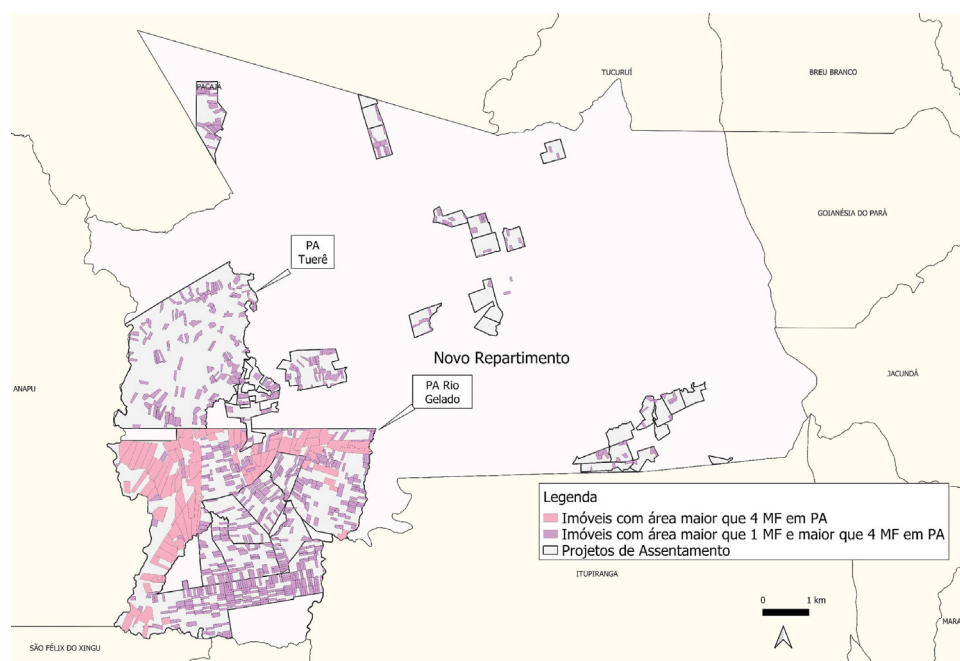 PACAJÁ
TUCURUÍ
BREU BRANCO
GOIANÉSIA DO PARÁ
PA
Tuerê
Novo Repartimento
JACUNDÁ
ANAPU
PA Rio
Gelado
Legenda
Imóveis com área maior que 4 MF em PA
Imóveis com área maior que 1 MF e maior que 4 MF em PA
Projetos de Assentamento
ITUPIRANGA
0 1 km
MARA
SÃO FÉLIX DO XINGU